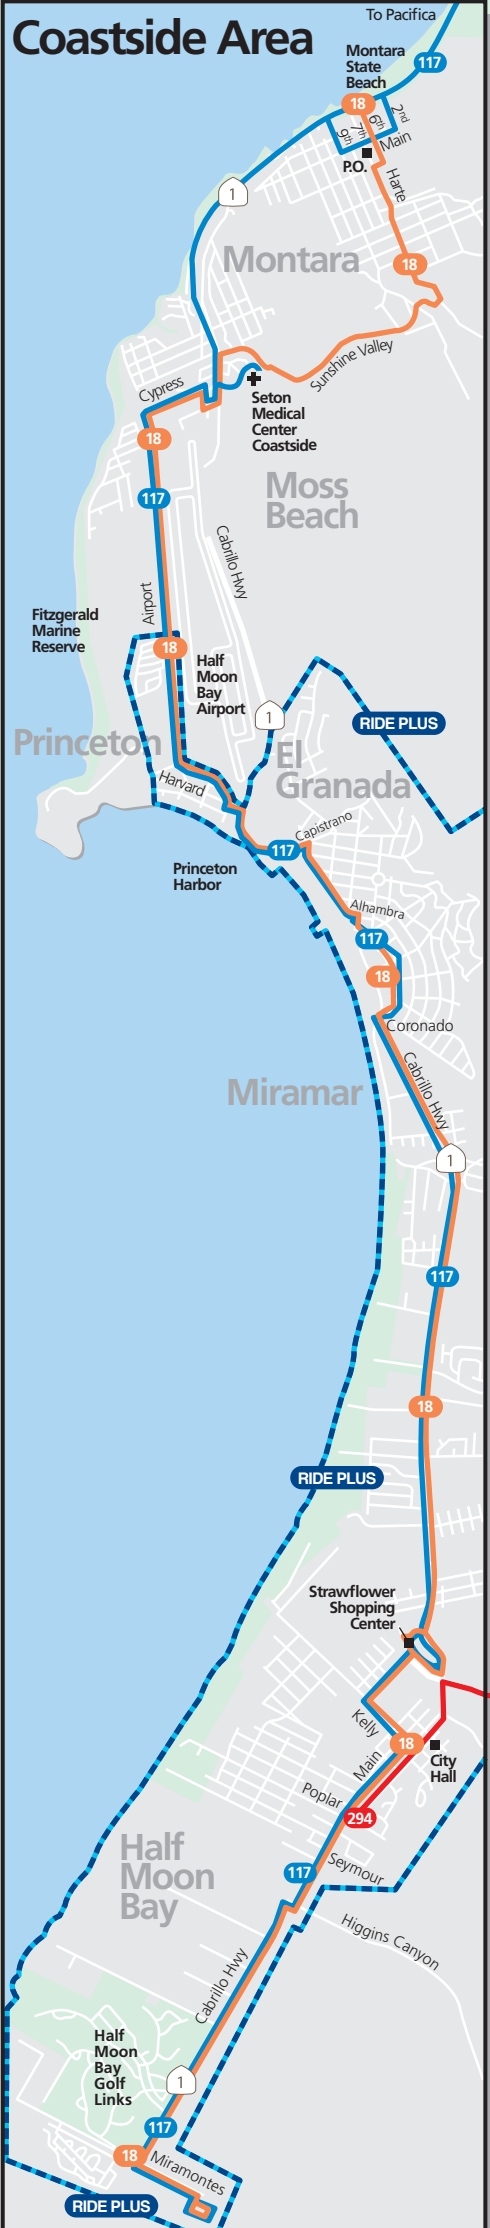 To Pacifica
Coastside Area
Montara
State
Beach
117
18
2nd
6th
7th
9th
Main
P.O.
Harte
1
Montara
18
Sunshine Valley
Cypress
Seton
Medical
Center
Coastside
18
Moss
Beach
117
Cabrillo Hwy
Airport
Fitzgerald
Marine
Reserve
18
Half
Moon
Bay
Airport
1
RIDE PLUS
Princeton
El
Granada
Harvard
Capistrano
117
Princeton
Harbor
Alhambra
117
18
Coronado
Cabrillo Hwy
Miramar
1
117
18
RIDE PLUS
Strawflower
Shopping
Center
Kelly
18
City
Hall
Main
Poplar
294
Half
Moon
Bay
117
Seymour
Higgins Canyon
Cabrillo Hwy
Half
Moon
Bay
Golf
Links
1
117
18
Miramontes
RIDE PLUS